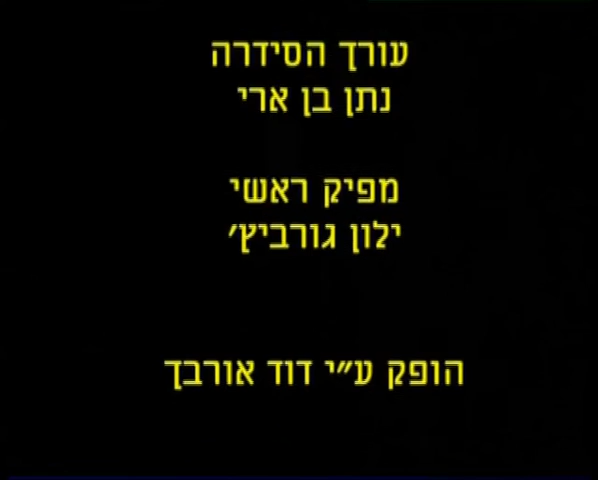 עורך הסידרה
נתן בן ארי
מפיק ראשי
ילון גורביץ׳
הופק ע״י דוד אורבך